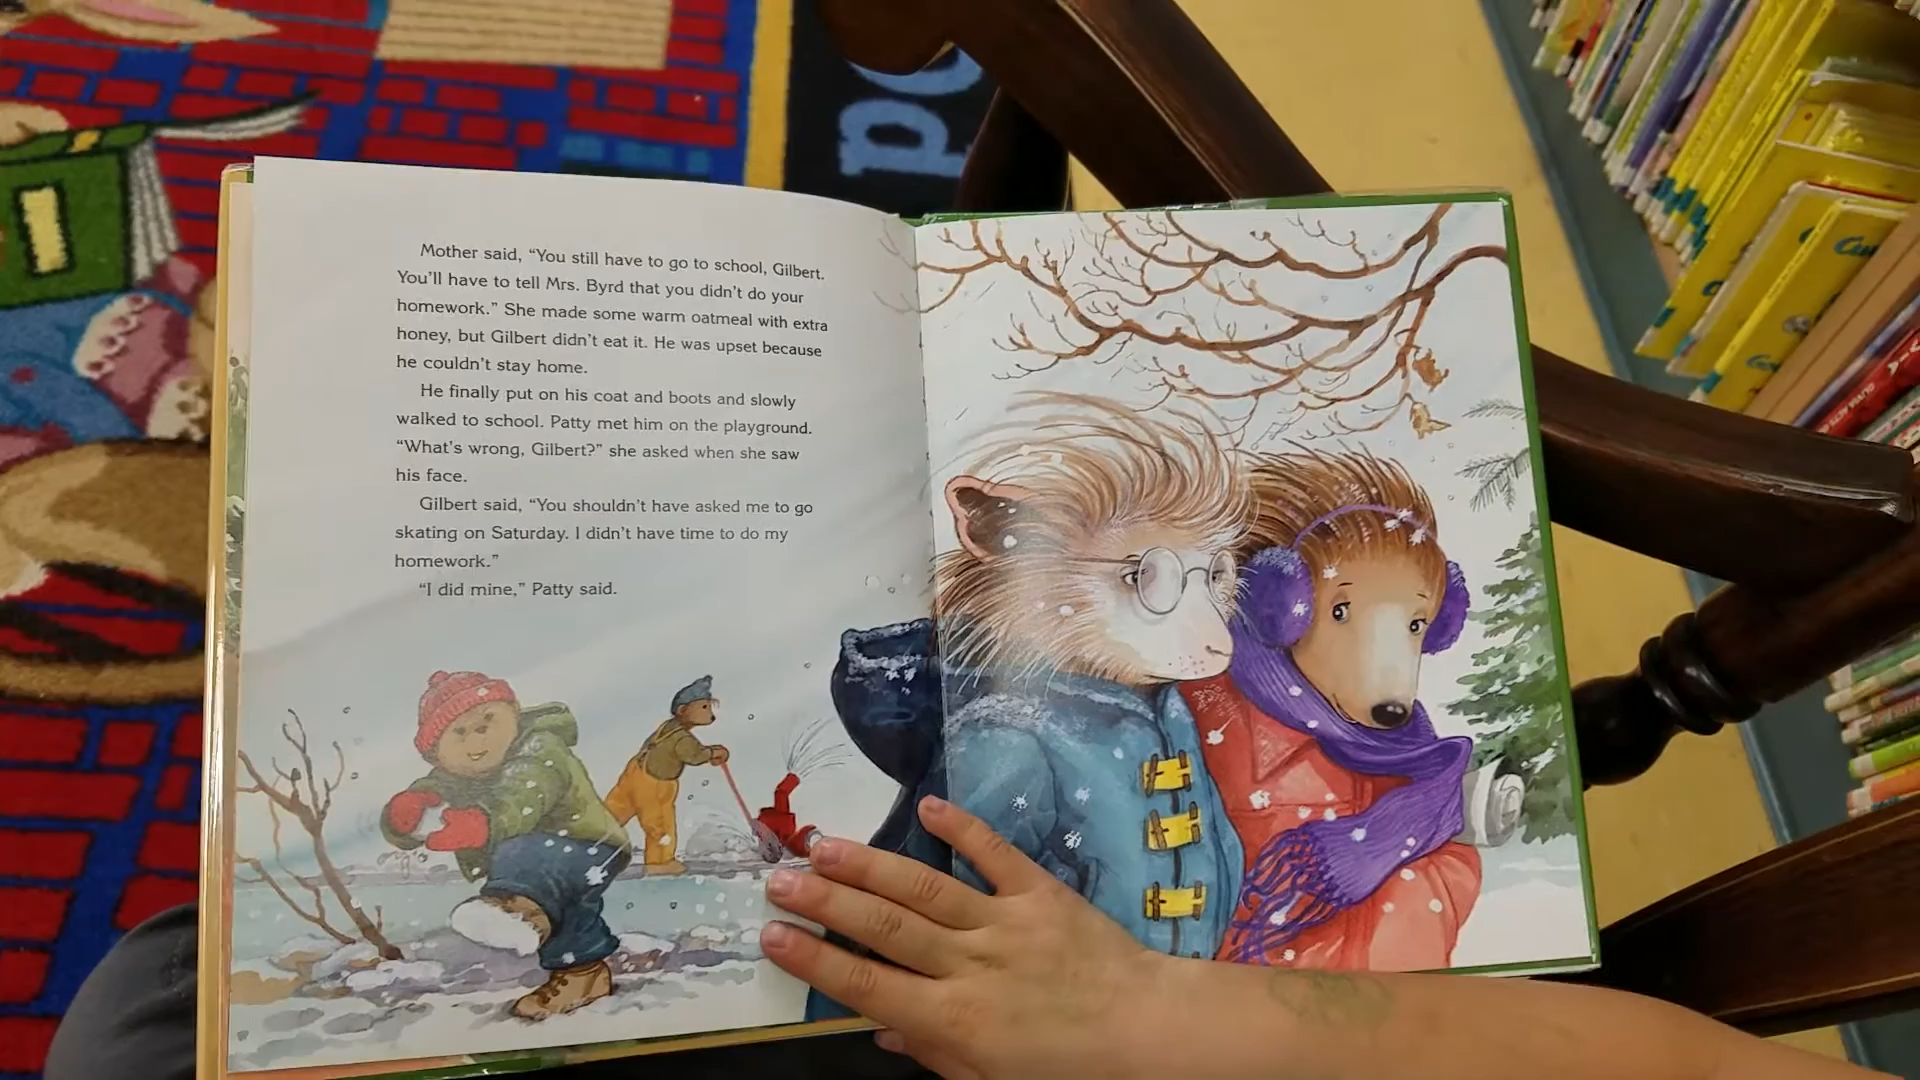 Mother said, “You still have to go to school, Gilbert.
You’ll have to tell Mrs. Byrd that you didn’t do your
homework.” She made some warm oatmeal with extra
honey, but Gilbert didn’t eat it. He was upset because
he couldn’t stay home.
He finally put on his coat and boots and slowly
walked to school. Patty met him on the playground.
“What’s wrong, Gilbert?” she asked when she saw
his face.
Gilbert said, “You shouldn’t have asked me to go
skating on Saturday. I didn’t have time to do my
homework.”
“I did mine,” Patty said.